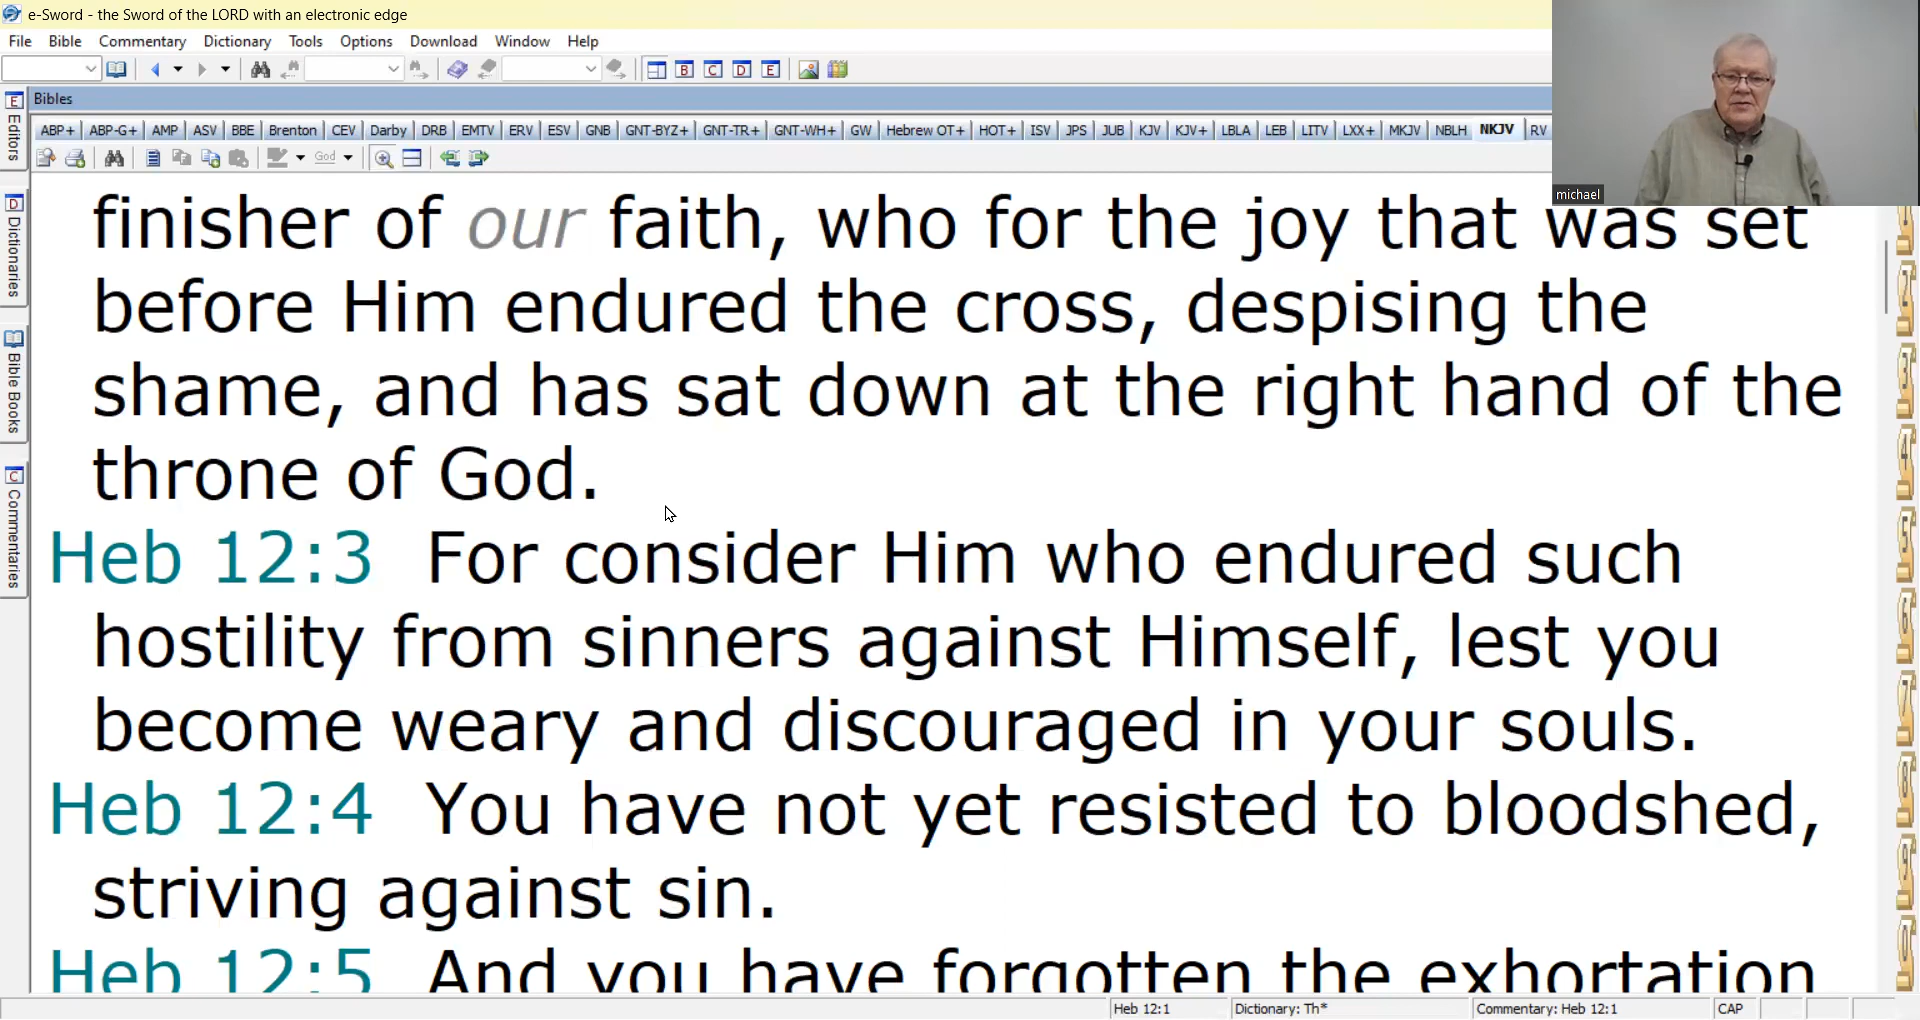 e-Sword - the Sword of the LORD with an electronic edge
File Bible Commentary Dictionary Tools Options Download Window Help
B C D E
Bibles
ABP+ ABP-G+ AMP ASV BBE Brenton CEV Darby DRB EMTV ERV ESV GNB GNT-BYZ+ GNT-TR+ GNT-WH+ GW Hebrew OT+ HOT+ ISV JPS JUB KJV KJV+ LBLA LEB LITV LXX+ MKJV NBLH NKJV RV
God
michael
E Editors
D Dictionaries
Bible Books
C Commentaries
finisher of our faith, who for the joy that was set
before Him endured the cross, despising the
shame, and has sat down at the right hand of the
throne of God.
Heb 12:3 For consider Him who endured such
hostility from sinners against Himself, lest you
become weary and discouraged in your souls.
Heb 12:4 You have not yet resisted to bloodshed,
striving against sin.
Heb 12:5 And you have forgotten the exhortation
Heb 12:1 Dictionary: Th* Commentary: Heb 12:1 CAP